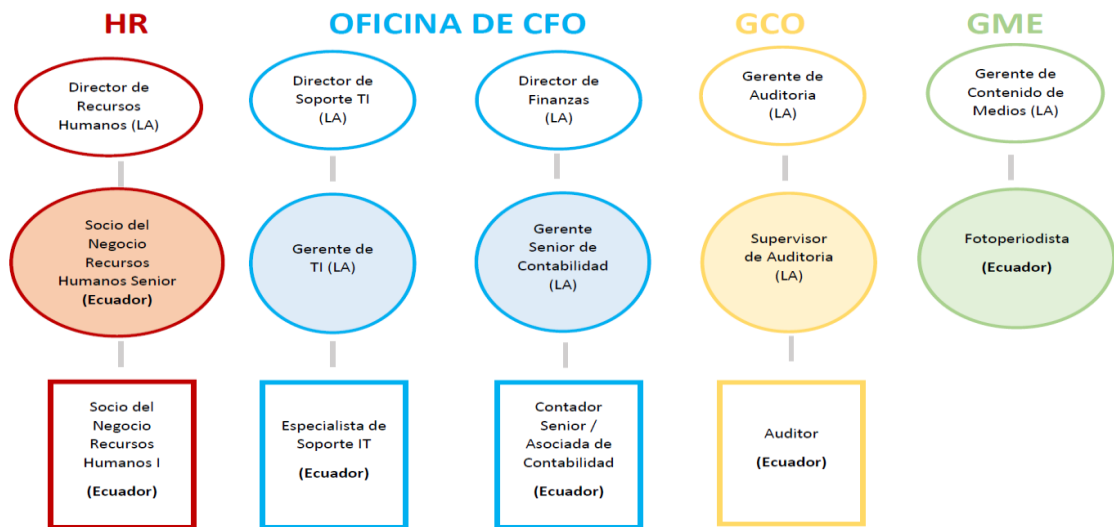 HR
OFICINA DE CFO
GCO
GME
Director de
Recursos
Humanos (LA)
Director de
Soporte TI
(LA)
Director de
Finanzas
(LA)
Gerente de
Auditoria
(LA)
Gerente de
Contenido de
Medios (LA)
Socio del
Negocio
Recursos
Humanos Senior
(Ecuador)
Gerente de
TI (LA)
Gerente
Senior de
Contabilidad
(LA)
Supervisor
de Auditoria
(LA)
Fotoperiodista
(Ecuador)
Socio del
Negocio
Recursos
Humanos I
(Ecuador)
Especialista de
Soporte IT
(Ecuador)
Contador
Senior /
Asociada de
Contabilidad
(Ecuador)
Auditor
(Ecuador)